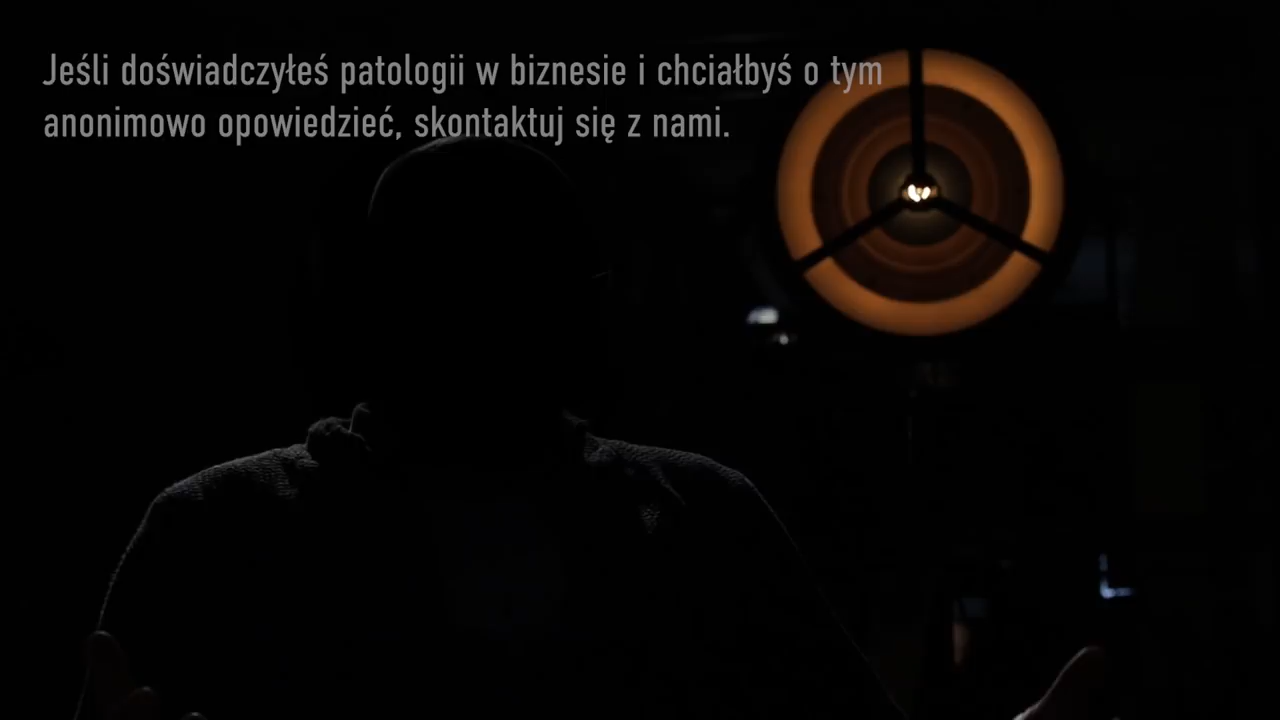 Jeśli doświadczyłeś patologii w biznesie i chciałbyś o tym
anonimowo opowiedzieć, skontaktuj się z nami.